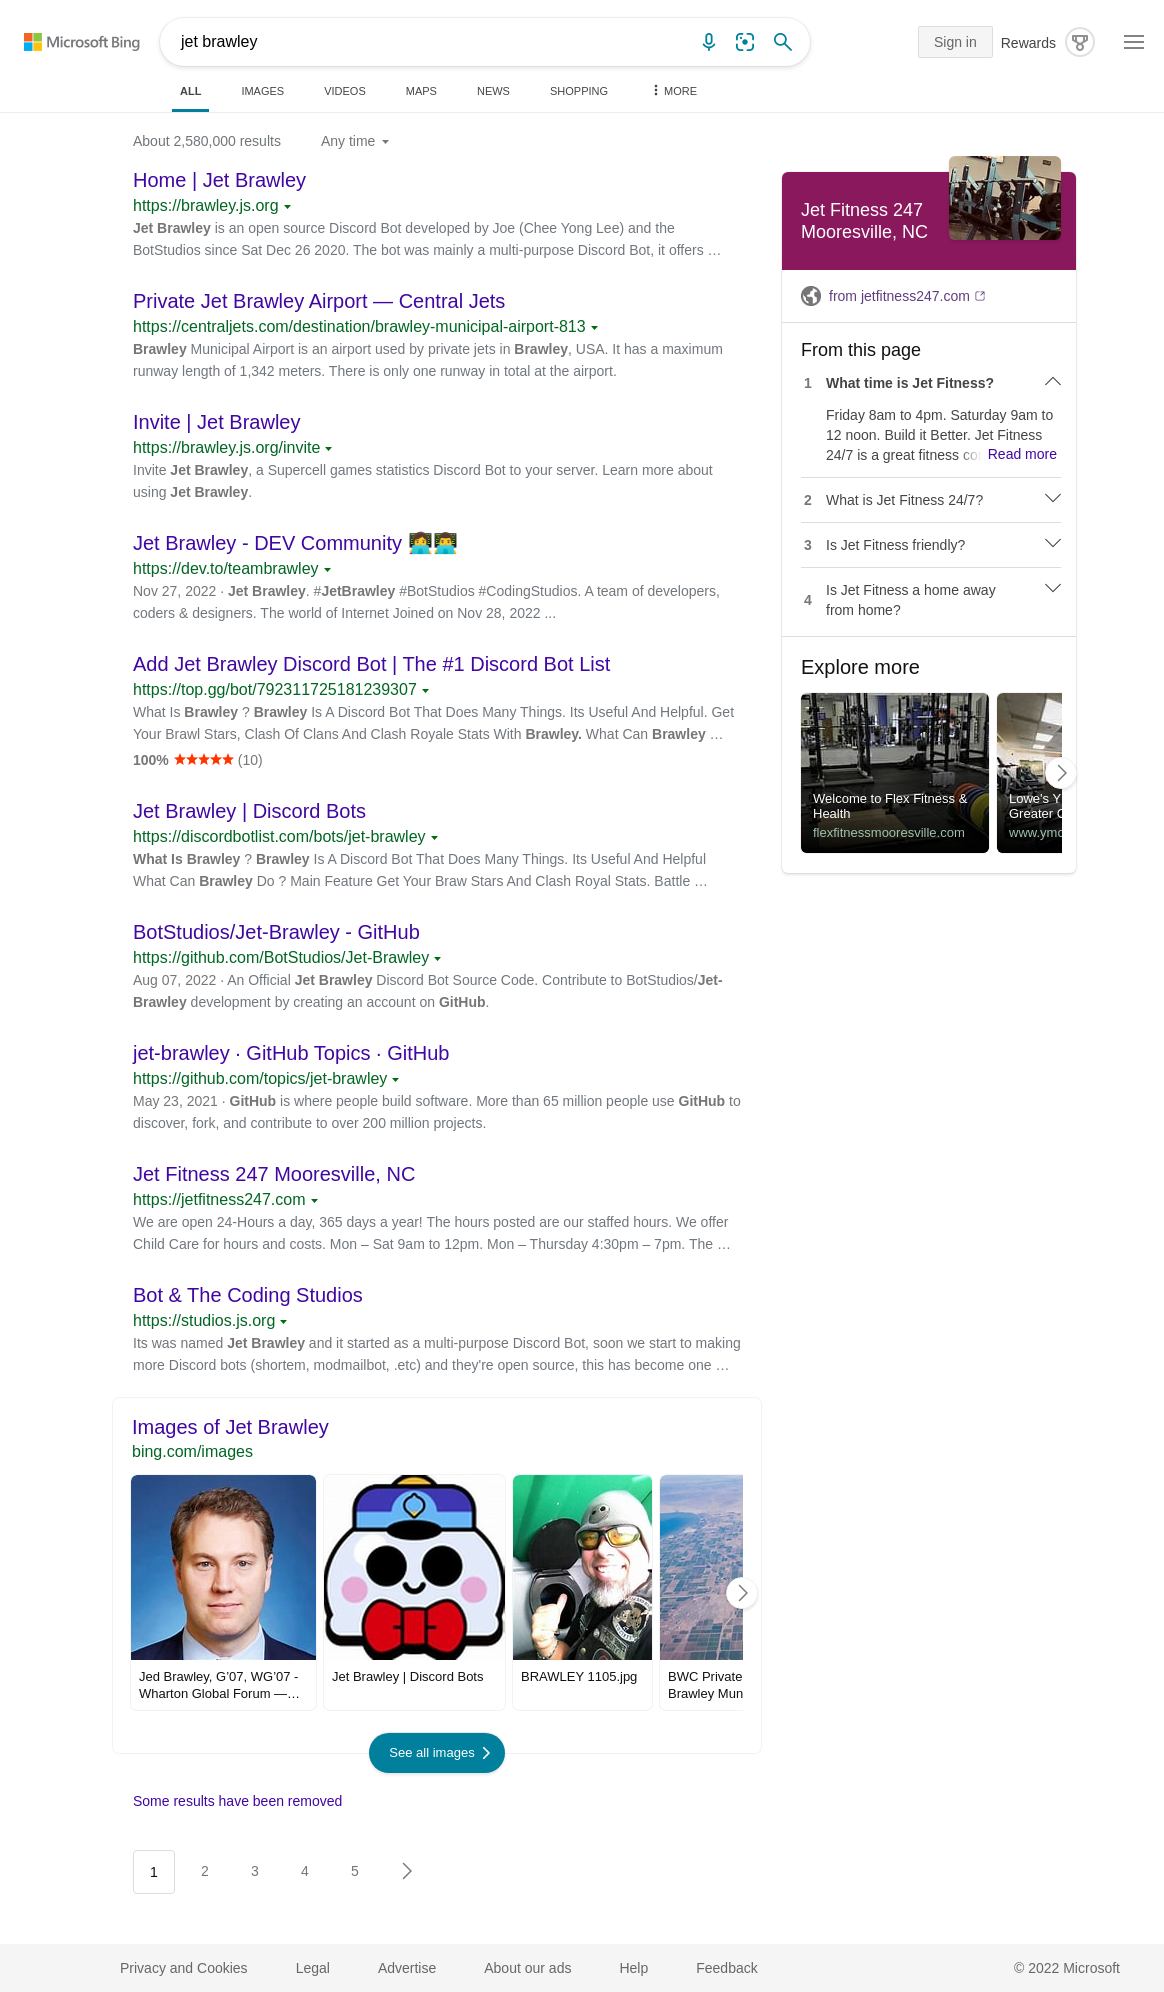 Microsoft Bing
jet brawley
Sign in
Rewards
ALL
IMAGES
VIDEOS
MAPS
NEWS
SHOPPING
MORE
About 2,580,000 results
Any time
Home | Jet Brawley
https://brawley.js.org
Jet Brawley is an open source Discord Bot developed by Joe (Chee Yong Lee) and the
BotStudios since Sat Dec 26 2020. The bot was mainly a multi-purpose Discord Bot, it offers …
Private Jet Brawley Airport — Central Jets
https://centraljets.com/destination/brawley-municipal-airport-813
Brawley Municipal Airport is an airport used by private jets in Brawley, USA. It has a maximum
runway length of 1,342 meters. There is only one runway in total at the airport.
Invite | Jet Brawley
https://brawley.js.org/invite
Invite Jet Brawley, a Supercell games statistics Discord Bot to your server. Learn more about
using Jet Brawley.
Jet Brawley - DEV Community 👩‍💻👨‍💻
https://dev.to/teambrawley
Nov 27, 2022 · Jet Brawley. #JetBrawley #BotStudios #CodingStudios. A team of developers,
coders & designers. The world of Internet Joined on Nov 28, 2022 ...
Add Jet Brawley Discord Bot | The #1 Discord Bot List
https://top.gg/bot/792311725181239307
What Is Brawley ? Brawley Is A Discord Bot That Does Many Things. Its Useful And Helpful. Get
Your Brawl Stars, Clash Of Clans And Clash Royale Stats With Brawley. What Can Brawley …
100% ★★★★★ (10)
Jet Brawley | Discord Bots
https://discordbotlist.com/bots/jet-brawley
What Is Brawley ? Brawley Is A Discord Bot That Does Many Things. Its Useful And Helpful
What Can Brawley Do ? Main Feature Get Your Braw Stars And Clash Royal Stats. Battle …
BotStudios/Jet-Brawley - GitHub
https://github.com/BotStudios/Jet-Brawley
Aug 07, 2022 · An Official Jet Brawley Discord Bot Source Code. Contribute to BotStudios/Jet-
Brawley development by creating an account on GitHub.
jet-brawley · GitHub Topics · GitHub
https://github.com/topics/jet-brawley
May 23, 2021 · GitHub is where people build software. More than 65 million people use GitHub to
discover, fork, and contribute to over 200 million projects.
Jet Fitness 247 Mooresville, NC
https://jetfitness247.com
We are open 24-Hours a day, 365 days a year! The hours posted are our staffed hours. We offer
Child Care for hours and costs. Mon – Sat 9am to 12pm. Mon – Thursday 4:30pm – 7pm. The …
Bot & The Coding Studios
https://studios.js.org
Its was named Jet Brawley and it started as a multi-purpose Discord Bot, soon we start to making
more Discord bots (shortem, modmailbot, .etc) and they're open source, this has become one …
Images of Jet Brawley
bing.com/images
Jed Brawley, G'07, WG'07 -
Wharton Global Forum —…
Jet Brawley | Discord Bots
BRAWLEY 1105.jpg
BWC Private
Brawley Mun
See all images
Some results have been removed
1
2
3
4
5
Jet Fitness 247
Mooresville, NC
from jetfitness247.com
From this page
1 What time is Jet Fitness?
Friday 8am to 4pm. Saturday 9am to
12 noon. Build it Better. Jet Fitness
24/7 is a great fitness co Read more
2 What is Jet Fitness 24/7?
3 Is Jet Fitness friendly?
4 Is Jet Fitness a home away
from home?
Explore more
Welcome to Flex Fitness &
Health
flexfitnessmooresville.com
Lowe's Y
Greater C
www.ymc
Privacy and Cookies
Legal
Advertise
About our ads
Help
Feedback
© 2022 Microsoft